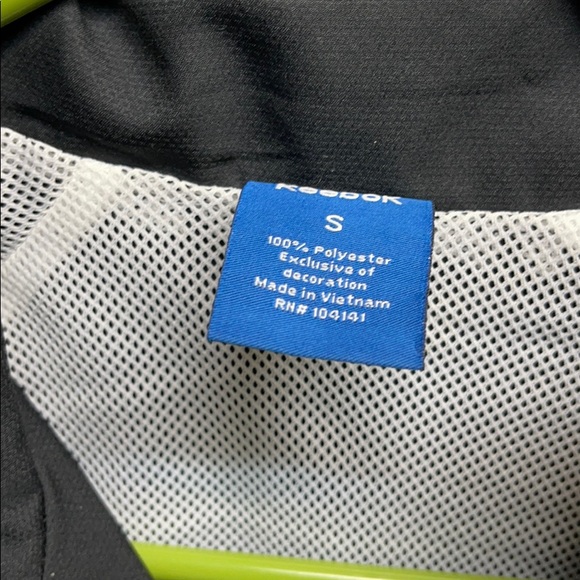 Reebok
S
100% Polyester
Exclusive of
decoration
Made in Vietnam
RN# 104141